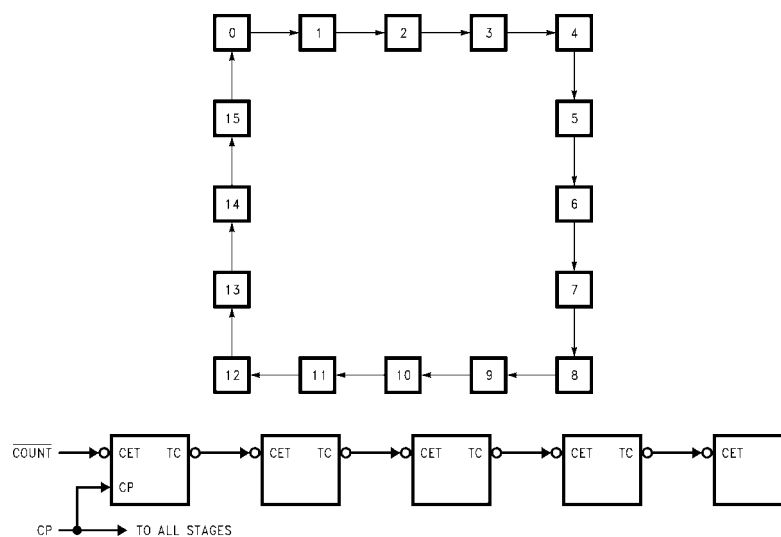 0 1 2 3 4
15 5
14 6
13 7
12 11 10 9 8
COUNT CET TC CET TC CET TC CET TC CET
CP
CP TO ALL STAGES